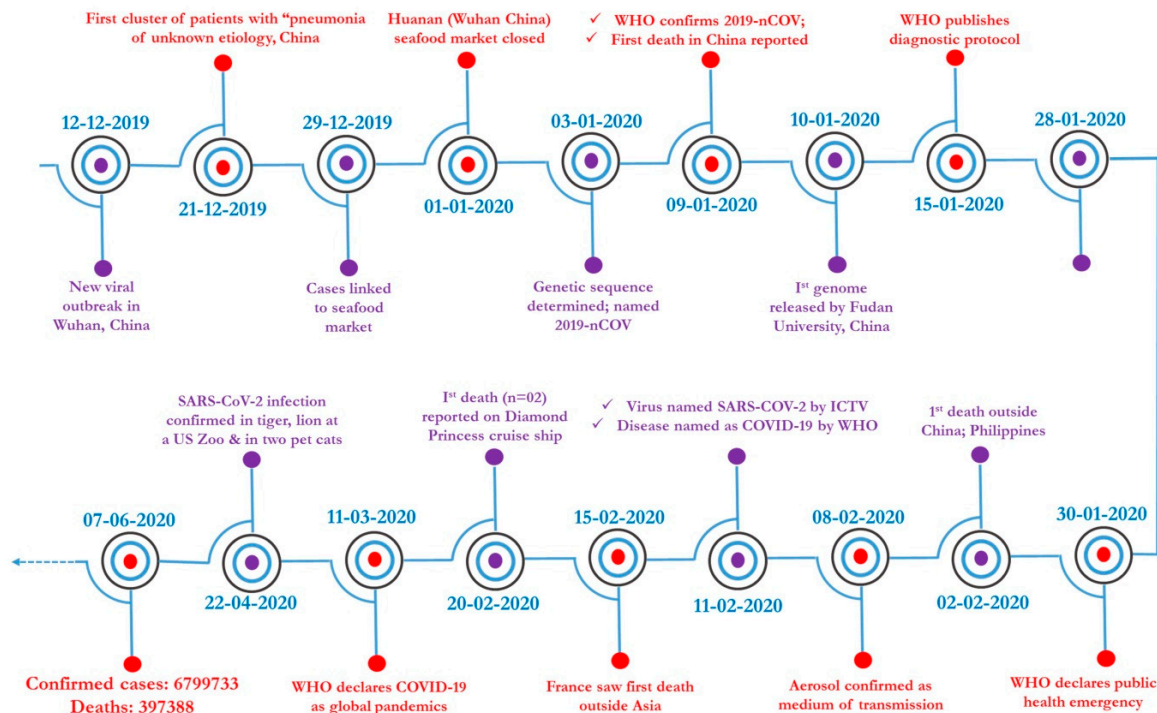 First cluster of patients with “pneumonia
of unknown etiology, China
Huanan (Wuhan China)
seafood market closed
✓ WHO confirms 2019-nCOV;
✓ First death in China reported
WHO publishes
diagnostic protocol
12-12-2019
29-12-2019
03-01-2020
10-01-2020
28-01-2020
21-12-2019
01-01-2020
09-01-2020
15-01-2020
New viral
outbreak in
Wuhan, China
Cases linked
to seafood
market
Genetic sequence
determined; named
2019-nCOV
Ist genome
released by Fudan
University, China
SARS-CoV-2 infection
confirmed in tiger, lion at
a US Zoo & in two pet cats
Ist death (n=02)
reported on Diamond
Princess cruise ship
✓ Virus named SARS-COV-2 by ICTV
✓ Disease named as COVID-19 by WHO
1st death outside
China; Philippines
07-06-2020
11-03-2020
15-02-2020
08-02-2020
30-01-2020
22-04-2020
20-02-2020
11-02-2020
02-02-2020
Confirmed cases: 6799733
Deaths: 397388
WHO declares COVID-19
as global pandemics
France saw first death
outside Asia
Aerosol confirmed as
medium of transmission
WHO declares public
health emergency